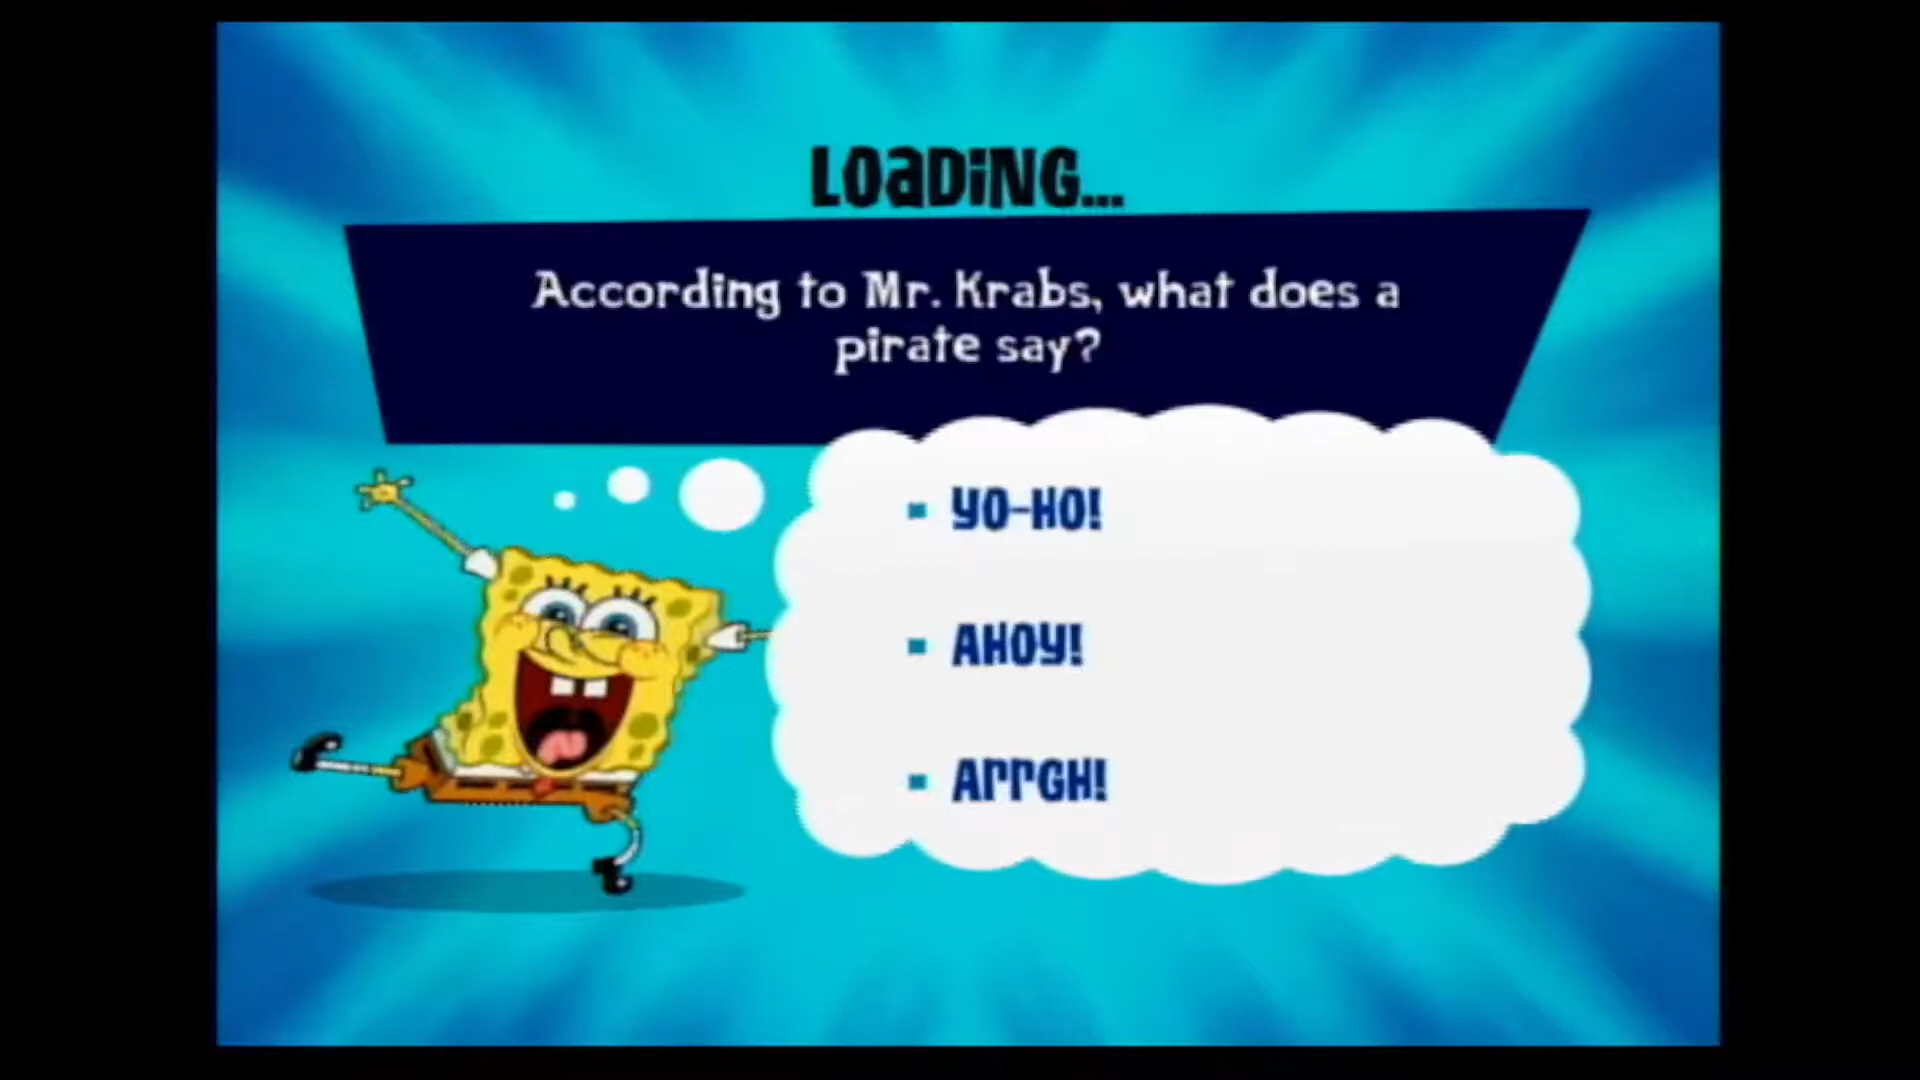 LOADING...
According to Mr. Krabs, what does a
pirate say?
YO-HO!
AHOY!
ARRGH!